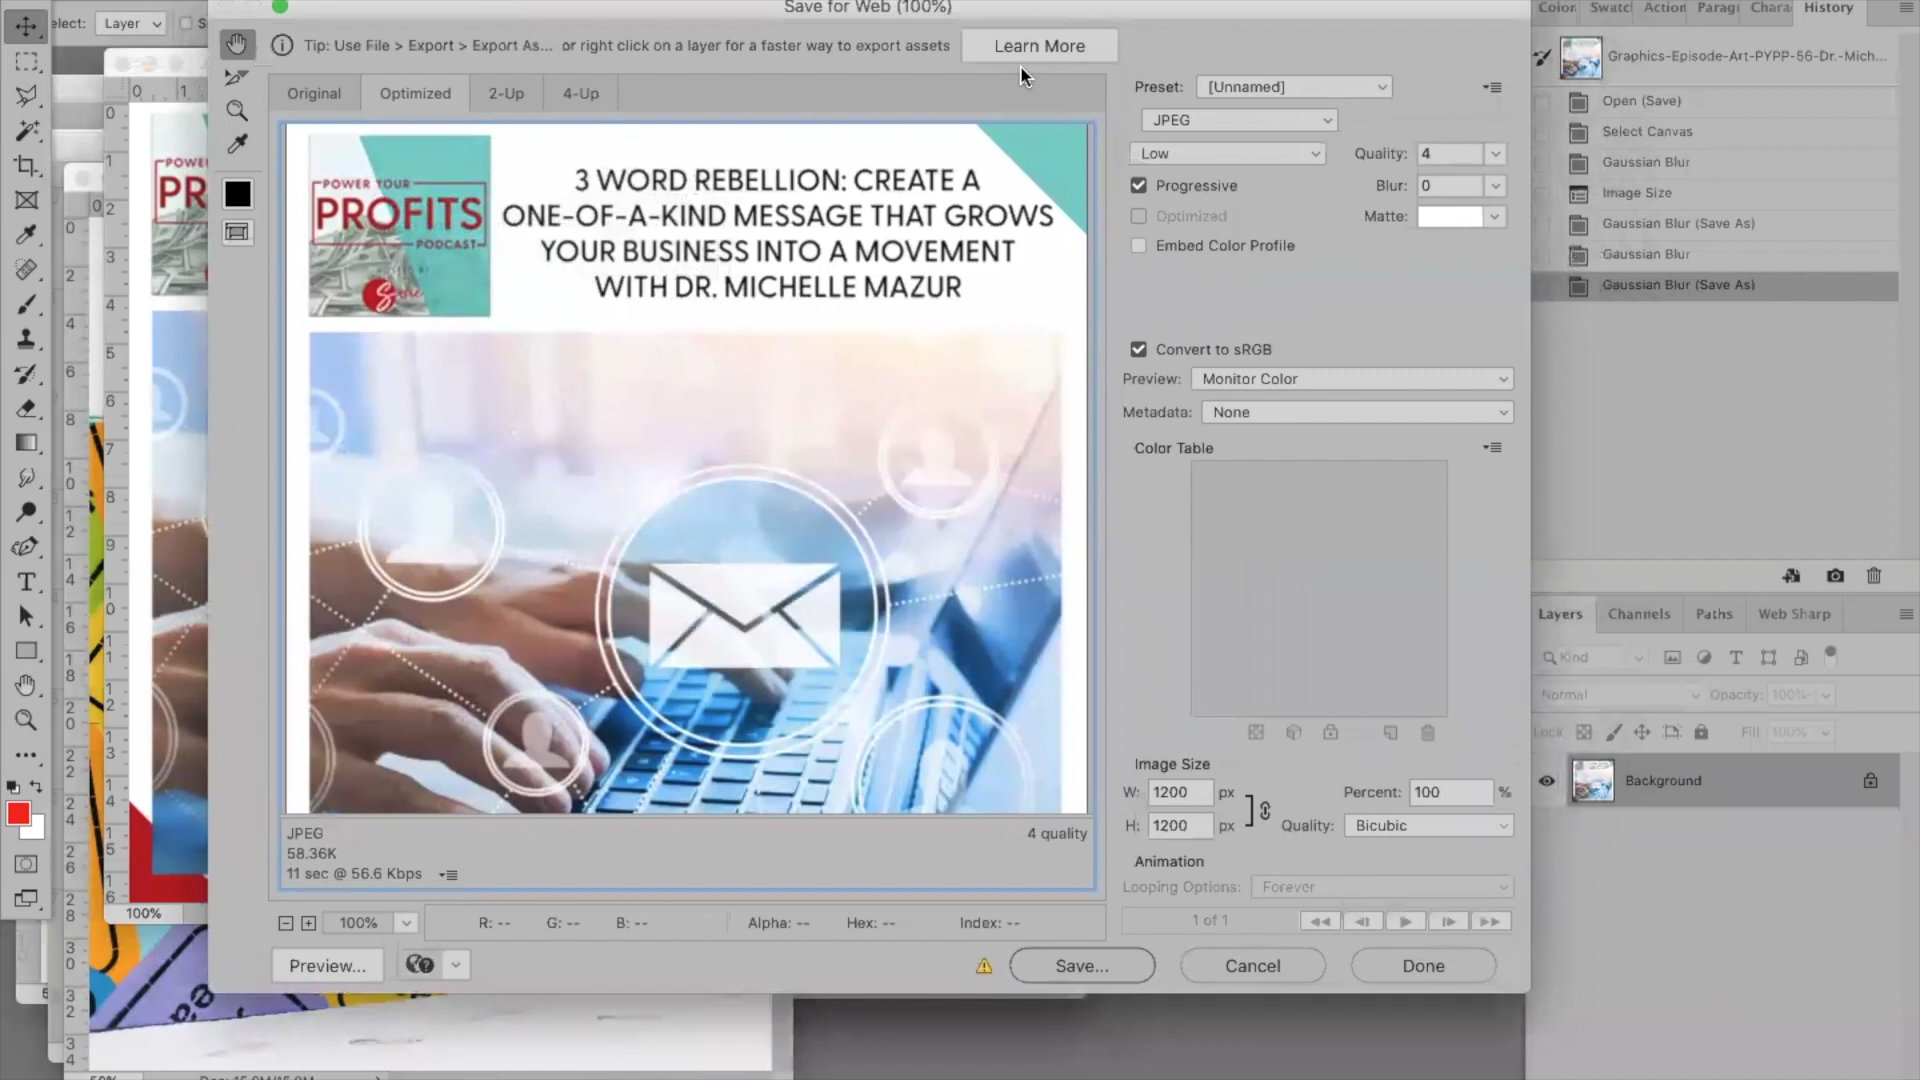 Save for Web (100%)
elect: Layer
Tip: Use File > Export > Export As... or right click on a layer for a faster way to export assets
Learn More
Original Optimized 2-Up 4-Up
POWER YOUR
PROFITS
PODCAST
3 WORD REBELLION: CREATE A
ONE-OF-A-KIND MESSAGE THAT GROWS
YOUR BUSINESS INTO A MOVEMENT
WITH DR. MICHELLE MAZUR
JPEG
4 quality
58.36K
11 sec @ 56.6 Kbps
100%
R: -- G: -- B: -- Alpha: -- Hex: -- Index: --
Preview...
Save... Cancel Done
Preset: [Unnamed]
JPEG
Low Quality: 4
Progressive Blur: 0
Optimized Matte:
Embed Color Profile
Convert to sRGB
Preview: Monitor Color
Metadata: None
Color Table
Image Size
W: 1200 px Percent: 100 %
H: 1200 px Quality: Bicubic
Animation
Looping Options: Forever
1 of 1
Color Swatc Action Paragi Chara History
Graphics-Episode-Art-PYPP-56-Dr.-Mich...
Open (Save)
Select Canvas
Gaussian Blur
Image Size
Gaussian Blur (Save As)
Gaussian Blur
Gaussian Blur (Save As)
Layers Channels Paths Web Sharp
Kind
Normal Opacity: 100%
Lock Fill 100%
Background
POWE
PR
100%